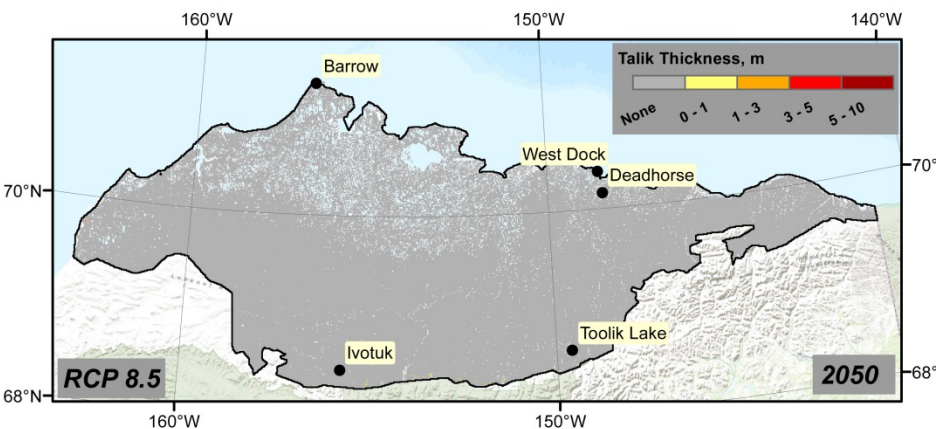 160°W
150°W
140°W
Talik Thickness, m
None
0 - 1
1 - 3
3 - 5
5 - 10
Barrow
West Dock
Deadhorse
70°N
70°
Toolik Lake
Ivotuk
RCP 8.5
2050
68°N
68°
160°W
150°W